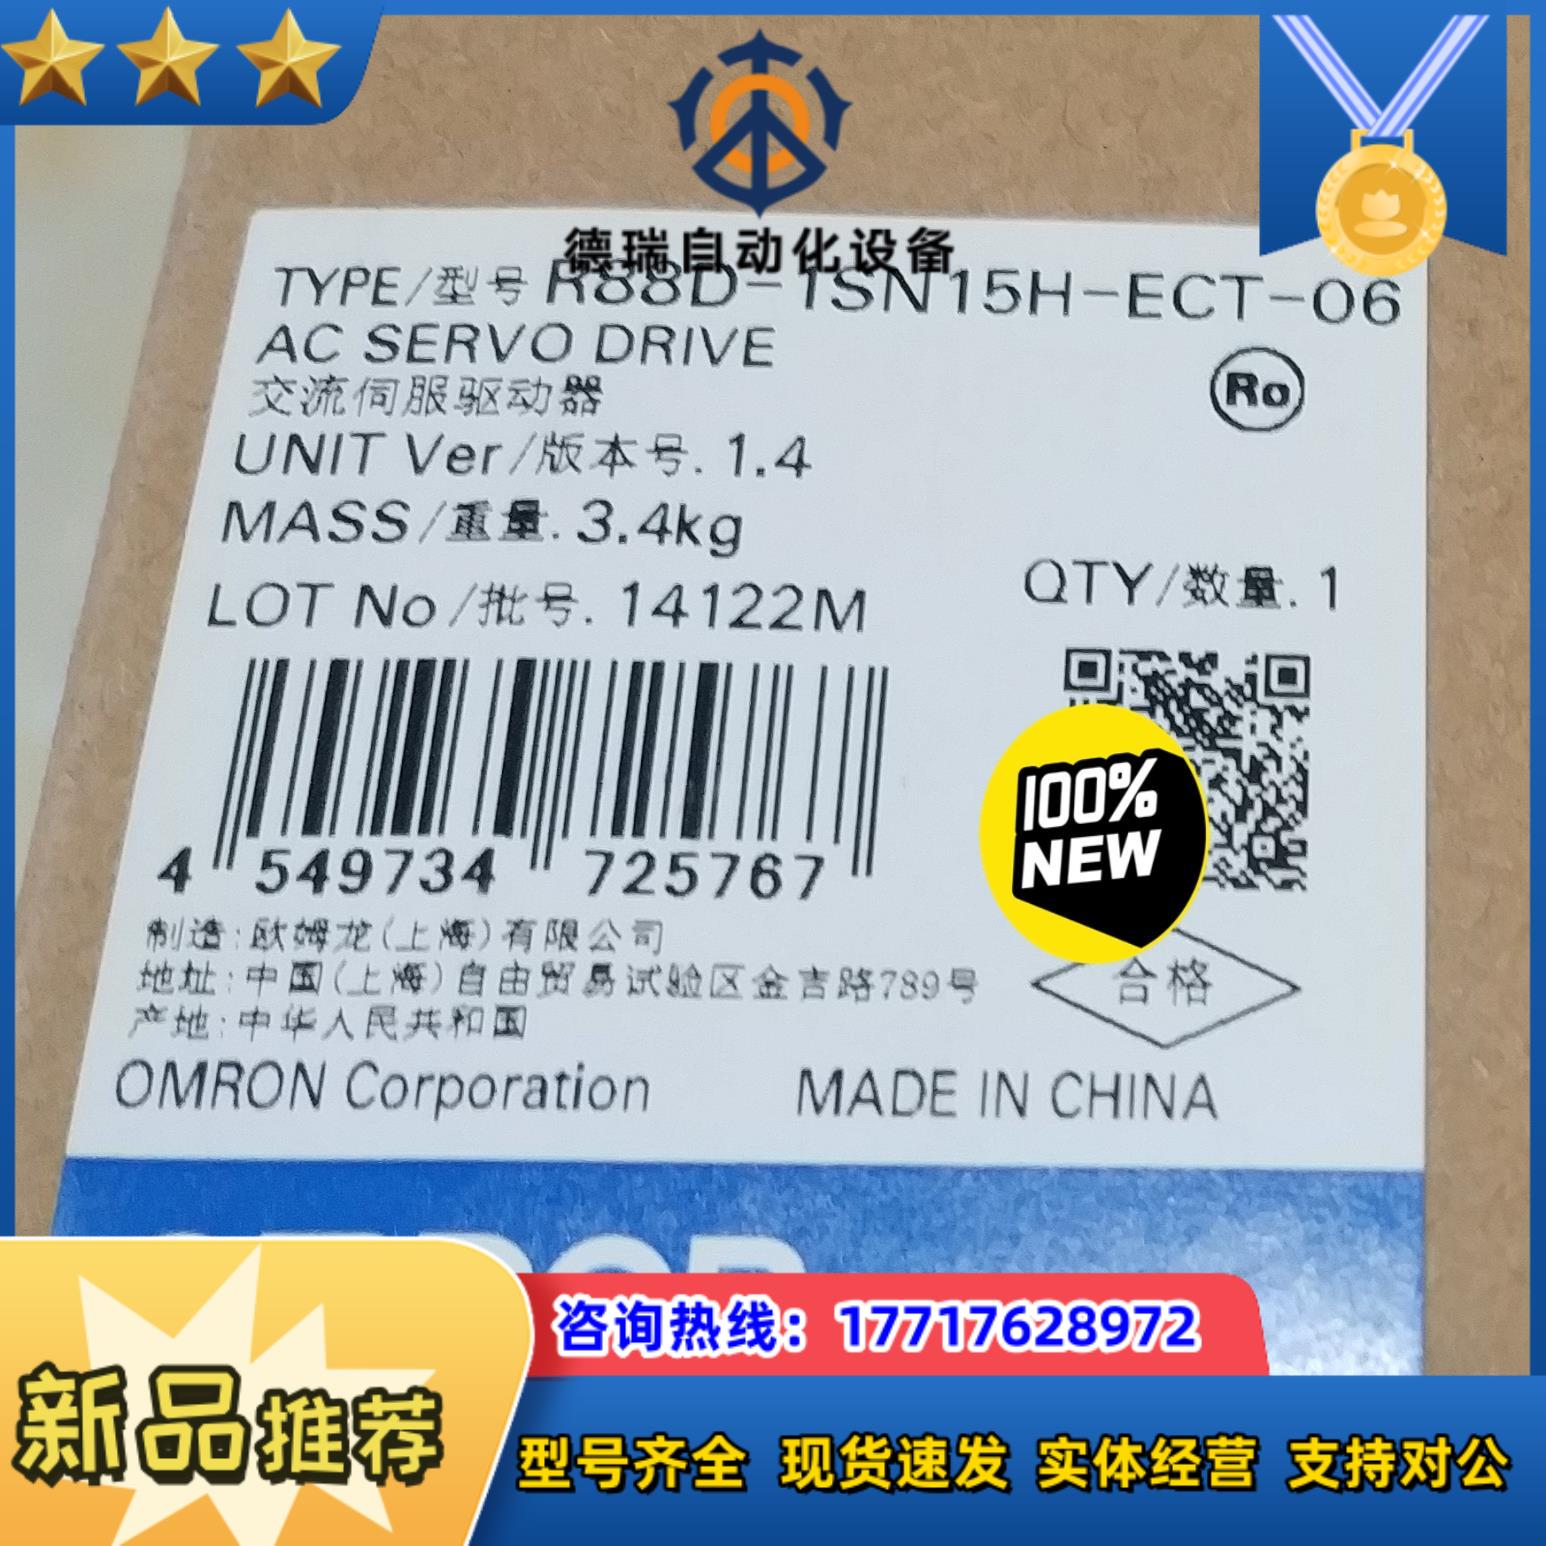 德瑞自动化设备
TYPE/型号 R88D-1SN15H-ECT-06
AC SERVO DRIVE
交流伺服驱动器
Ro
UNIT Ver/版本号. 1.4
MASS/重量. 3.4kg
LOT No/批号. 14122M
QTY/数量. 1
4 549734 725767
100%
NEW
制造:欧姆龙(上海)有限公司
地址:中国(上海)自由贸易试验区金吉路789号
合格
产地:中华人民共和国
OMRON Corporation MADE IN CHINA
咨询热线：17717628972
新品推荐
型号齐全 现货速发 实体经营 支持对公